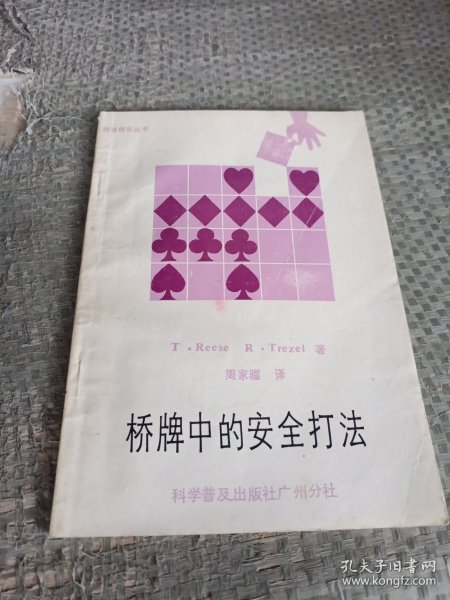 T．Reese R．Trezel 著
周家骝 译
桥牌中的安全打法
科学普及出版社广州分社
孔夫子旧书网
www.kongfz.com